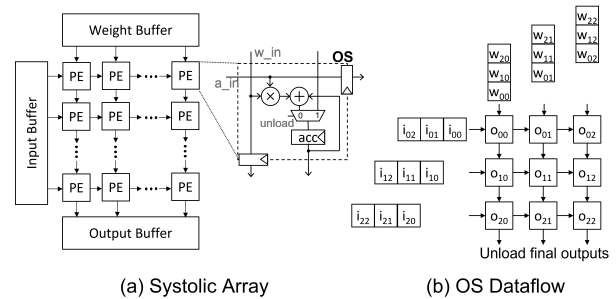 Weight Buffer
Input Buffer
PE PE PE
PE PE PE
PE PE PE
Output Buffer
w_in
OS
a_in
unload
0 1
acc
(a) Systolic Array
w22
w21 w12
w20 w11 w02
w10 w01
w00
i02 i01 i00 o00 o01 o02
i12 i11 i10 o10 o11 o12
i22 i21 i20 o20 o21 o22
Unload final outputs
(b) OS Dataflow